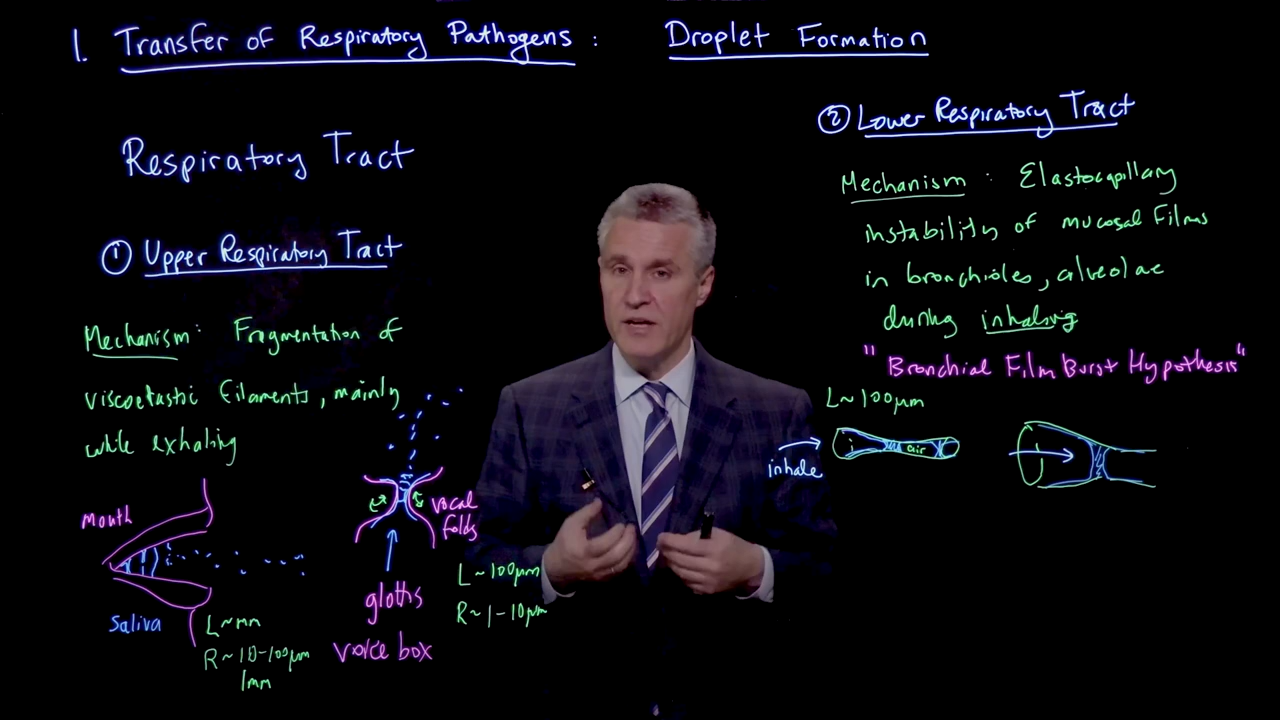 1. Transfer of Respiratory Pathogens : Droplet Formation
Respiratory Tract
① Upper Respiratory Tract
Mechanism: Fragmentation of
viscoelastic filaments, mainly
while exhaling
Mouth
Saliva
L~mm
R~10-100μm
1mm
vocal
folds
glottis
voice box
L~100μm
R~1-10μm
② Lower Respiratory Tract
Mechanism : Elastocapillary
instability of mucosal films
in bronchioles, alveolae
during inhaling
"Bronchial Film Burst Hypothesis"
L~100μm
inhale
air